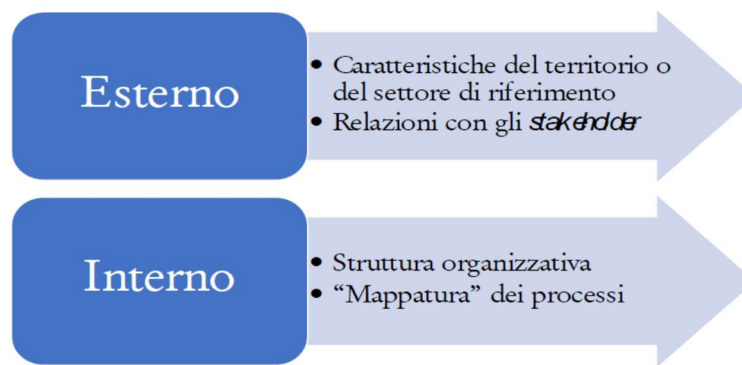 Esterno
• Caratteristiche del territorio o
del settore di riferimento
• Relazioni con gli stakeholder
Interno
• Struttura organizzativa
• “Mappatura” dei processi